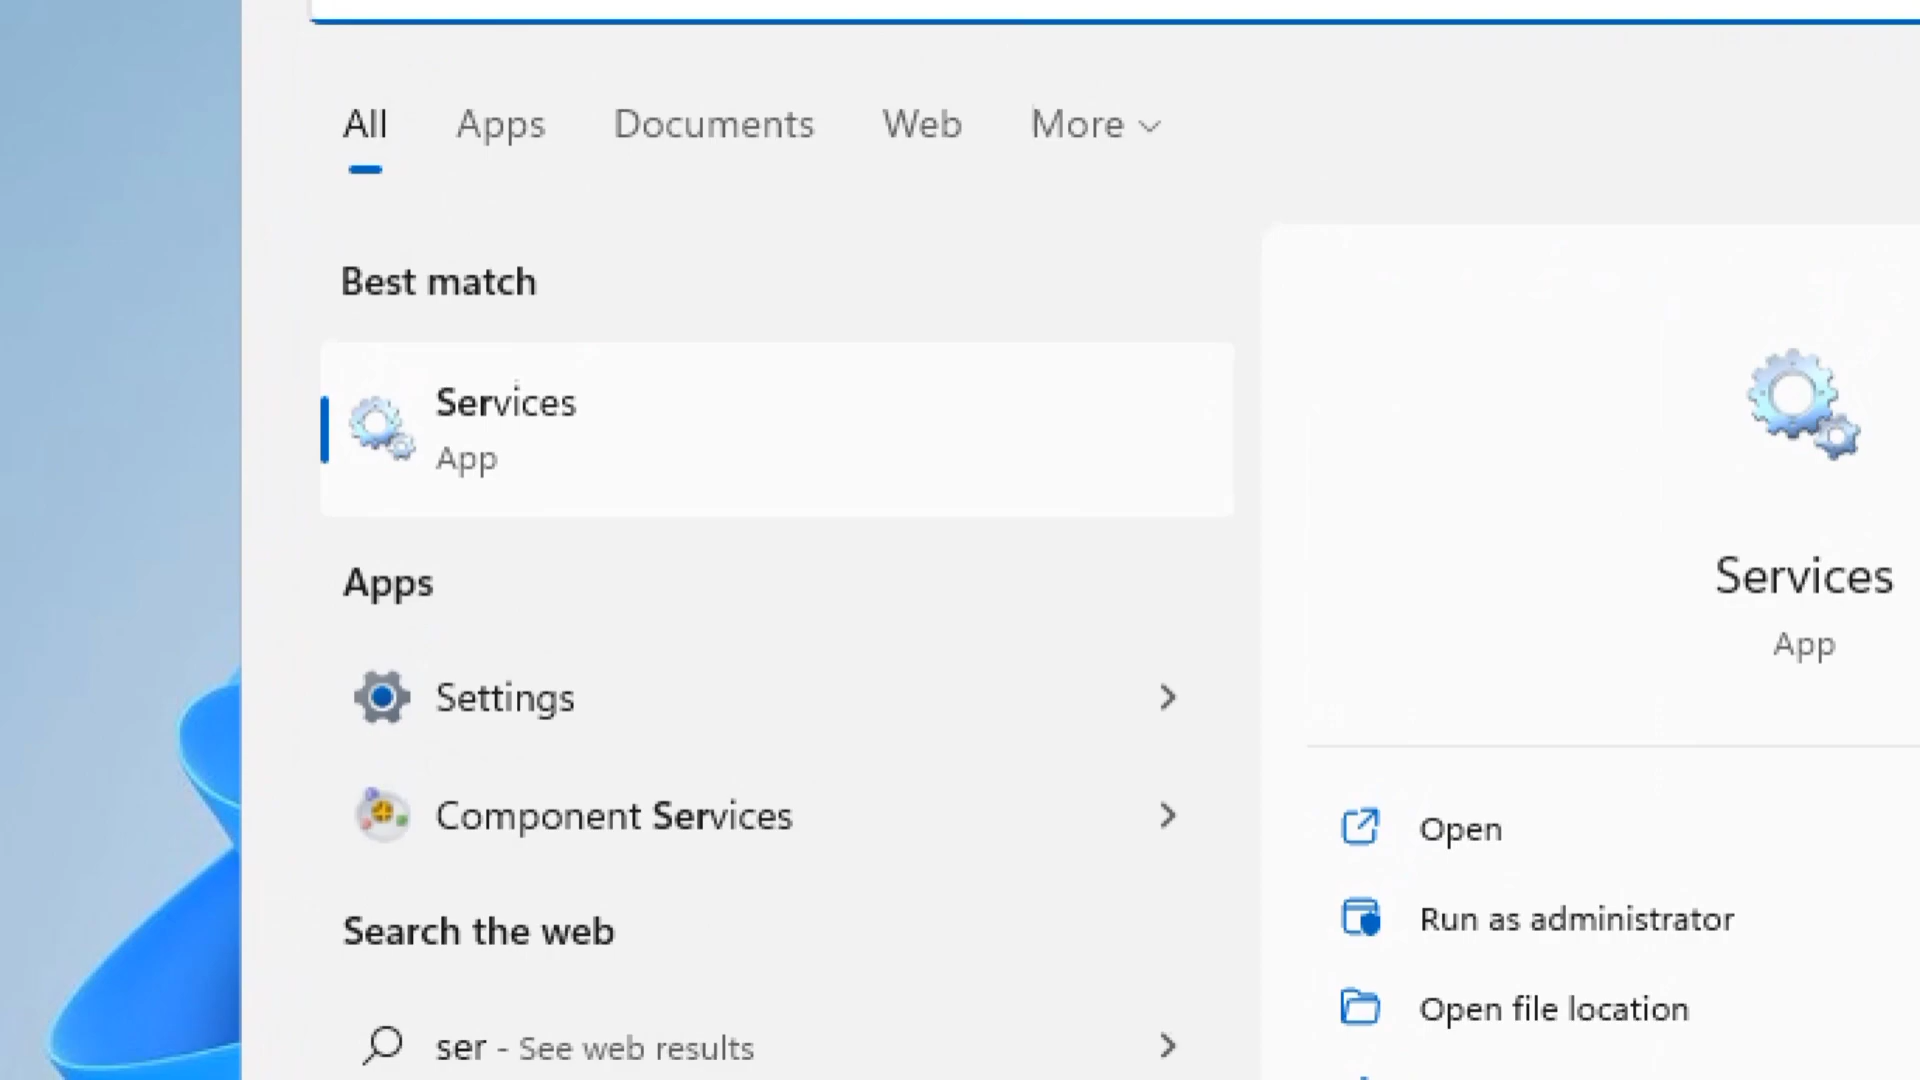 All Apps Documents Web More
Best match
Services
App
Apps
Settings
Component Services
Search the web
ser - See web results
Services
App
Open
Run as administrator
Open file location